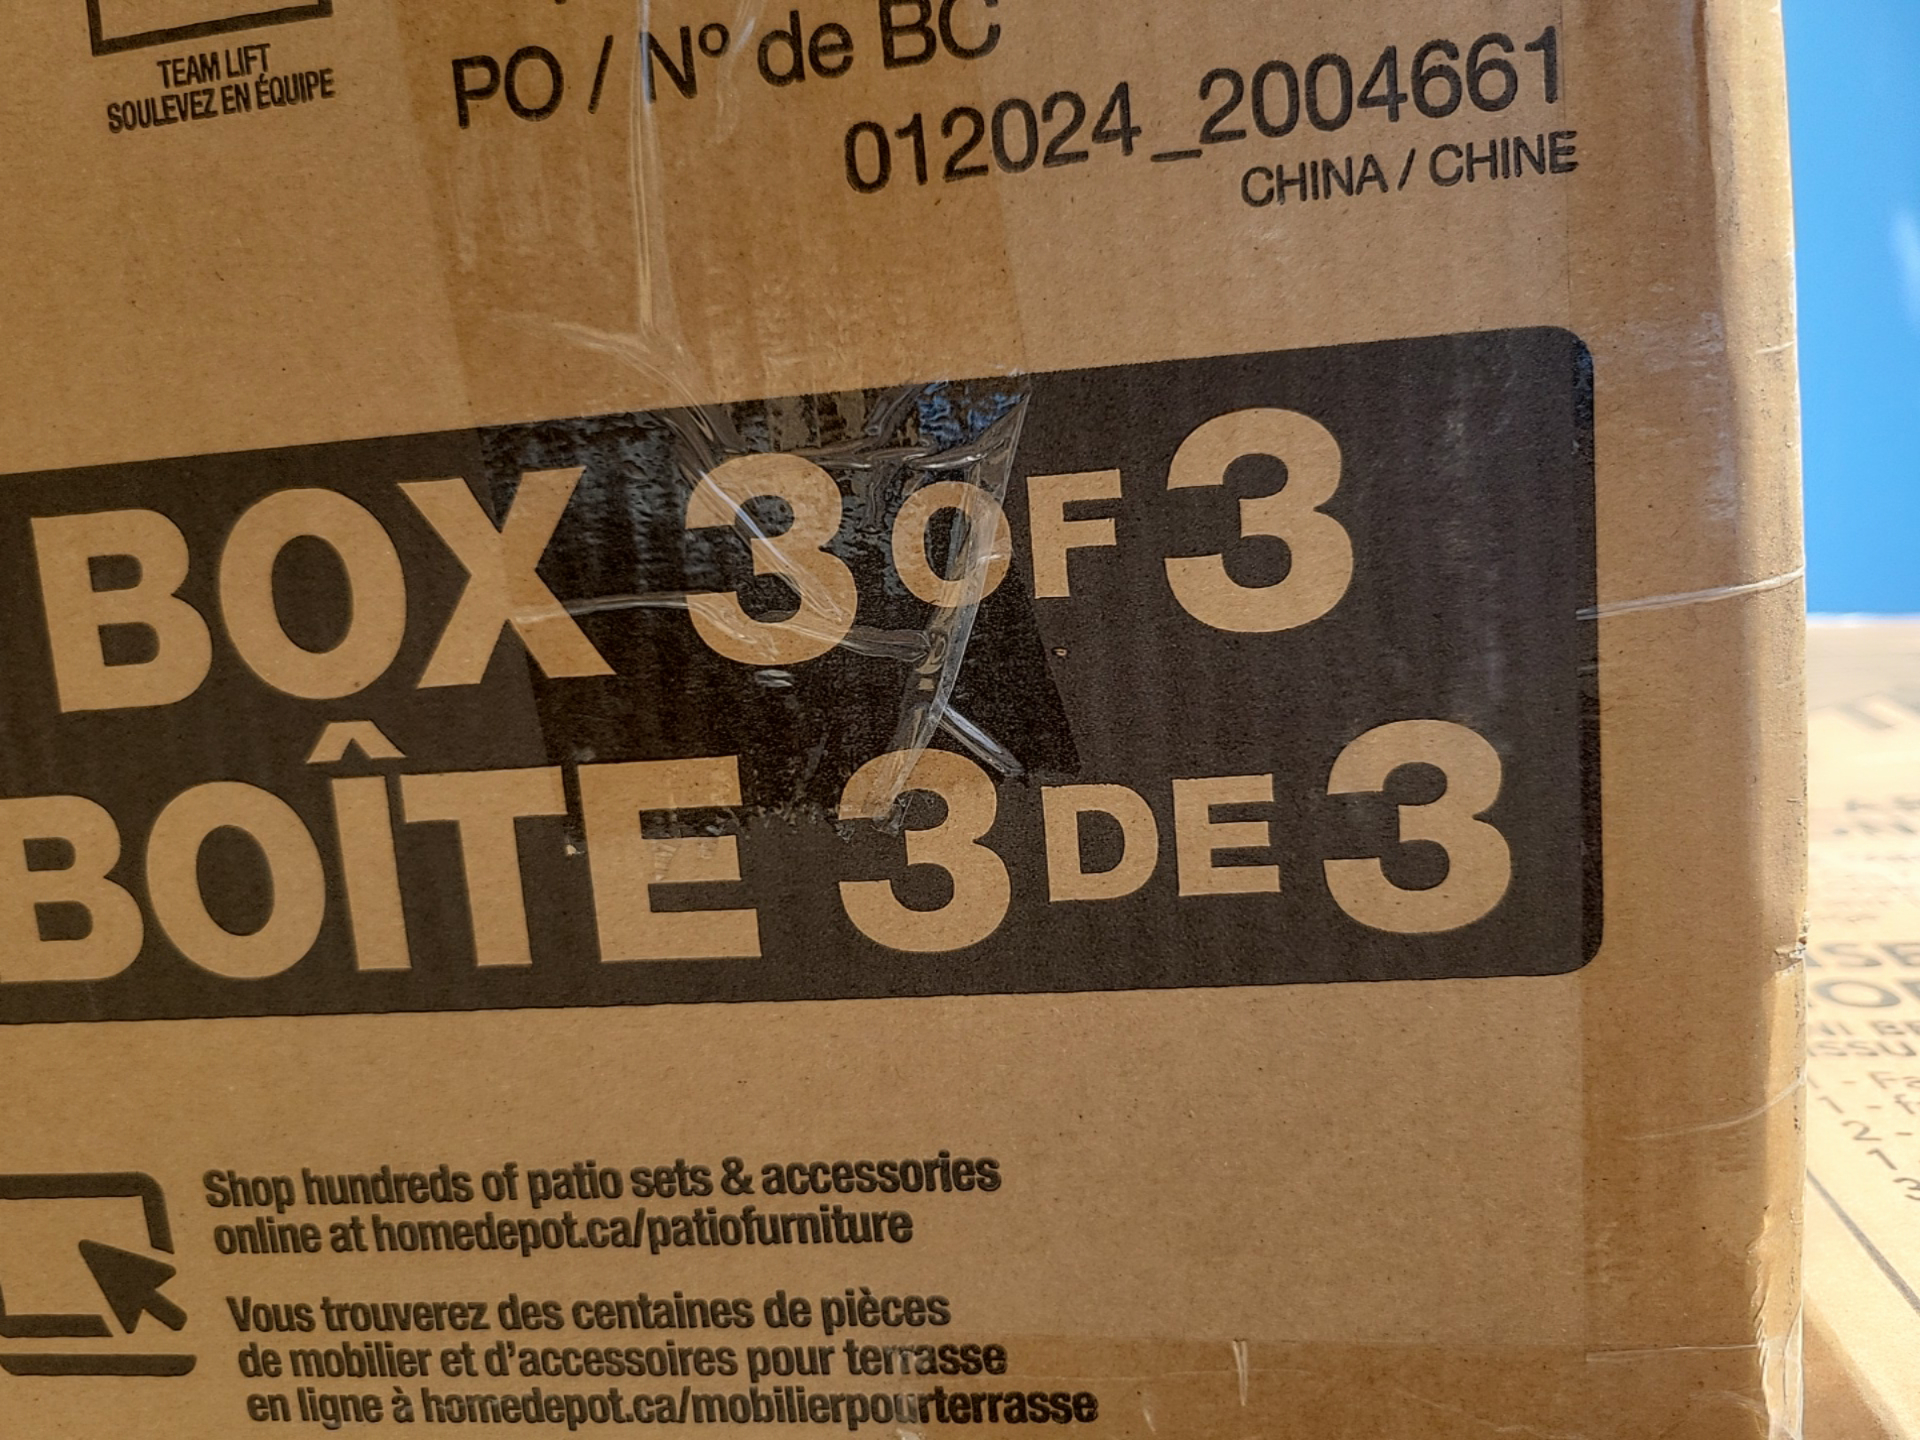 TEAM LIFT
SOULEVEZ EN ÉQUIPE
PO / Nº de BC
012024_2004661
CHINA / CHINE
BOX 3 OF 3
BOÎTE 3 DE 3
Shop hundreds of patio sets & accessories
online at homedepot.ca/patiofurniture
Vous trouverez des centaines de pièces
de mobilier et d'accessoires pour terrasse
en ligne à homedepot.ca/mobilierpourterrasse